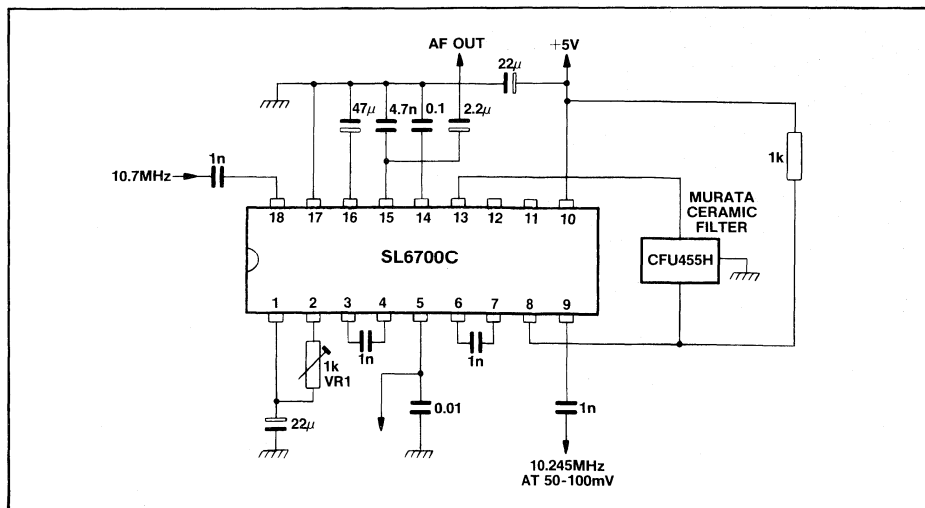 AF OUT
+5V
22μ
47μ
4.7n
0.1
2.2μ
1k
1n
10.7MHz
18
17
16
15
14
13
12
11
10
MURATA
CERAMIC
FILTER
SL6700C
CFU455H
1
2
3
4
5
6
7
8
9
1n
1n
1k
VR1
0.01
1n
22μ
10.245MHz
AT 50-100mV